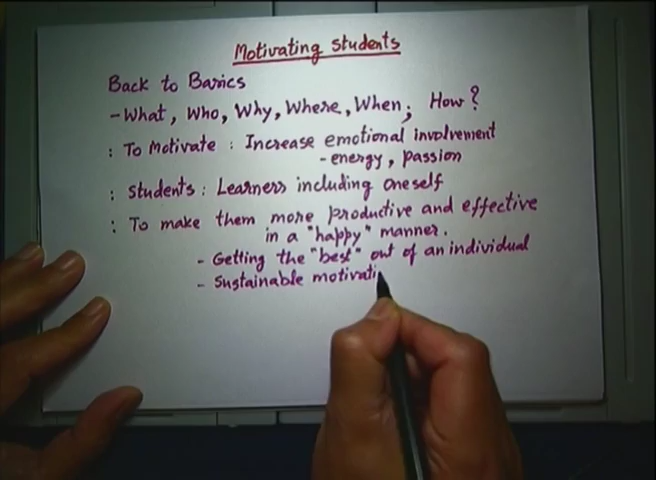 Motivating Students
Back to Basics
- What, Who, Why, Where, When; How?
: To Motivate : Increase emotional involvement
- energy, passion
: Students : Learners including oneself
: To make them more productive and effective
in a "happy" manner.
- Getting the "best" out of an individual
- Sustainable motivati